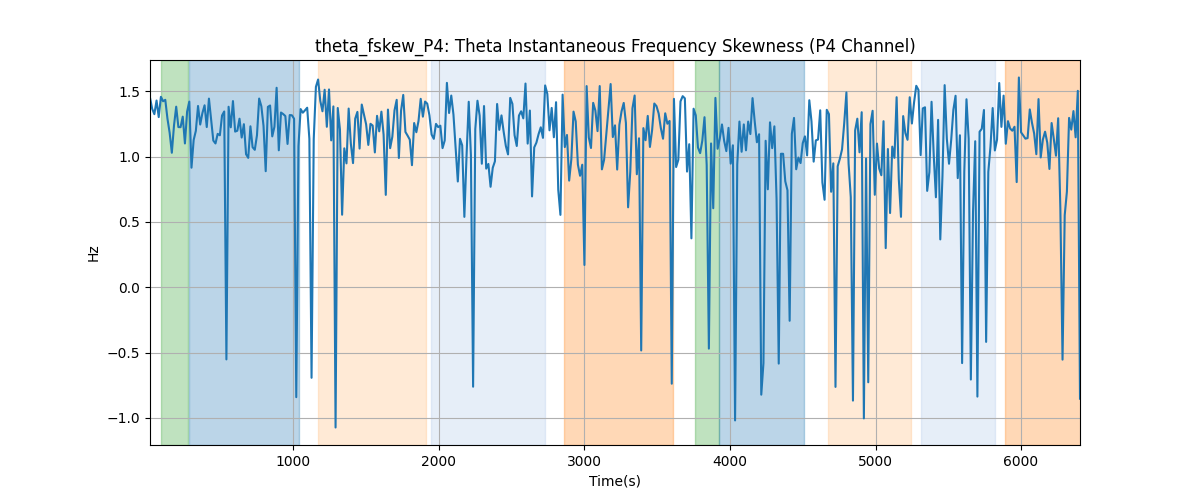 theta_fskew_P4: Theta Instantaneous Frequency Skewness (P4 Channel)
1.5
1.0
0.5
0.0
−0.5
−1.0
Hz
1000 2000 3000 4000 5000 6000
Time(s)